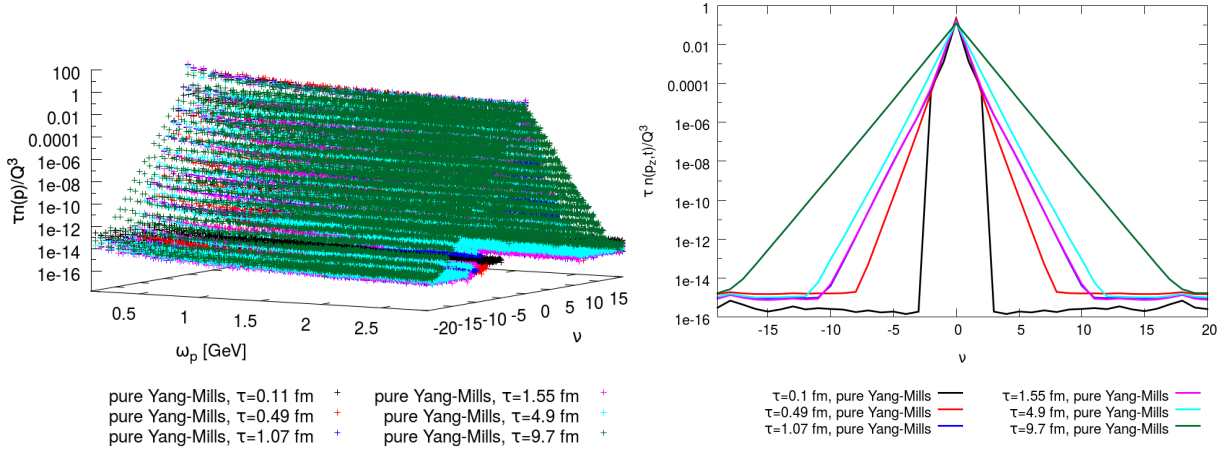 τn(p)/Q³
100
1
0.01
0.0001
1e-06
1e-08
1e-10
1e-12
1e-14
1e-16
0.5
1
1.5
2
2.5
ω_p [GeV]
-20
-15
-10
-5
0
5
10
15
ν
pure Yang-Mills, τ=0.11 fm
pure Yang-Mills, τ=0.49 fm
pure Yang-Mills, τ=1.07 fm
pure Yang-Mills, τ=1.55 fm
pure Yang-Mills, τ=4.9 fm
pure Yang-Mills, τ=9.7 fm
τ n(p_z,t)/Q³
1
0.01
0.0001
1e-06
1e-08
1e-10
1e-12
1e-14
1e-16
-15
-10
-5
0
5
10
15
20
ν
τ=0.1 fm, pure Yang-Mills
τ=0.49 fm, pure Yang-Mills
τ=1.07 fm, pure Yang-Mills
τ=1.55 fm, pure Yang-Mills
τ=4.9 fm, pure Yang-Mills
τ=9.7 fm, pure Yang-Mills